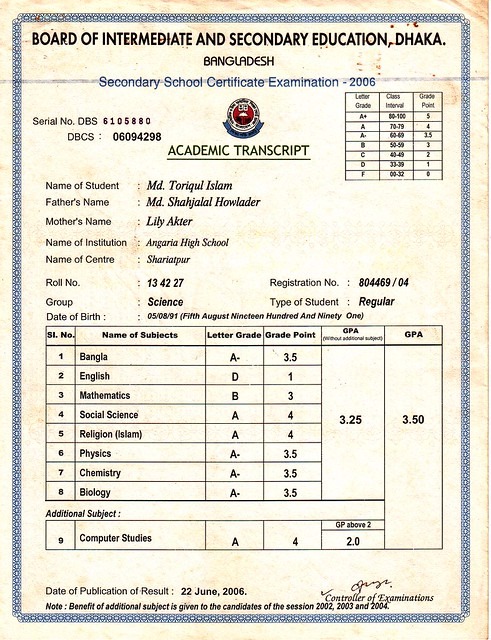 BOARD OF INTERMEDIATE AND SECONDARY EDUCATION, DHAKA.
BANGLADESH
Secondary School Certificate Examination - 2006
Letter Grade Class Interval Grade Point
A+ 80-100 5
A 70-79 4
A- 60-69 3.5
B 50-59 3
C 40-49 2
D 33-39 1
F 00-32 0
Serial No. DBS 6105880
DBCS : 06094298
ACADEMIC TRANSCRIPT
Name of Student : Md. Toriqul Islam
Father's Name : Md. Shahjalal Howlader
Mother's Name : Lily Akter
Name of Institution : Angaria High School
Name of Centre : Shariatpur
Roll No. : 13 42 27 Registration No. : 804469 / 04
Group : Science Type of Student : Regular
Date of Birth : 05/08/91 (Fifth August Nineteen Hundred And Ninety One)
Sl. No. Name of Subjects Letter Grade Grade Point GPA (Without additional subject) GPA
1 Bangla A- 3.5
2 English D 1
3 Mathematics B 3
4 Social Science A 4 3.25 3.50
5 Religion (Islam) A 4
6 Physics A- 3.5
7 Chemistry A- 3.5
8 Biology A- 3.5
Additional Subject :
GP above 2
9 Computer Studies A 4 2.0
Date of Publication of Result : 22 June, 2006.
Controller of Examinations
Note : Benefit of additional subject is given to the candidates of the session 2002, 2003 and 2004.